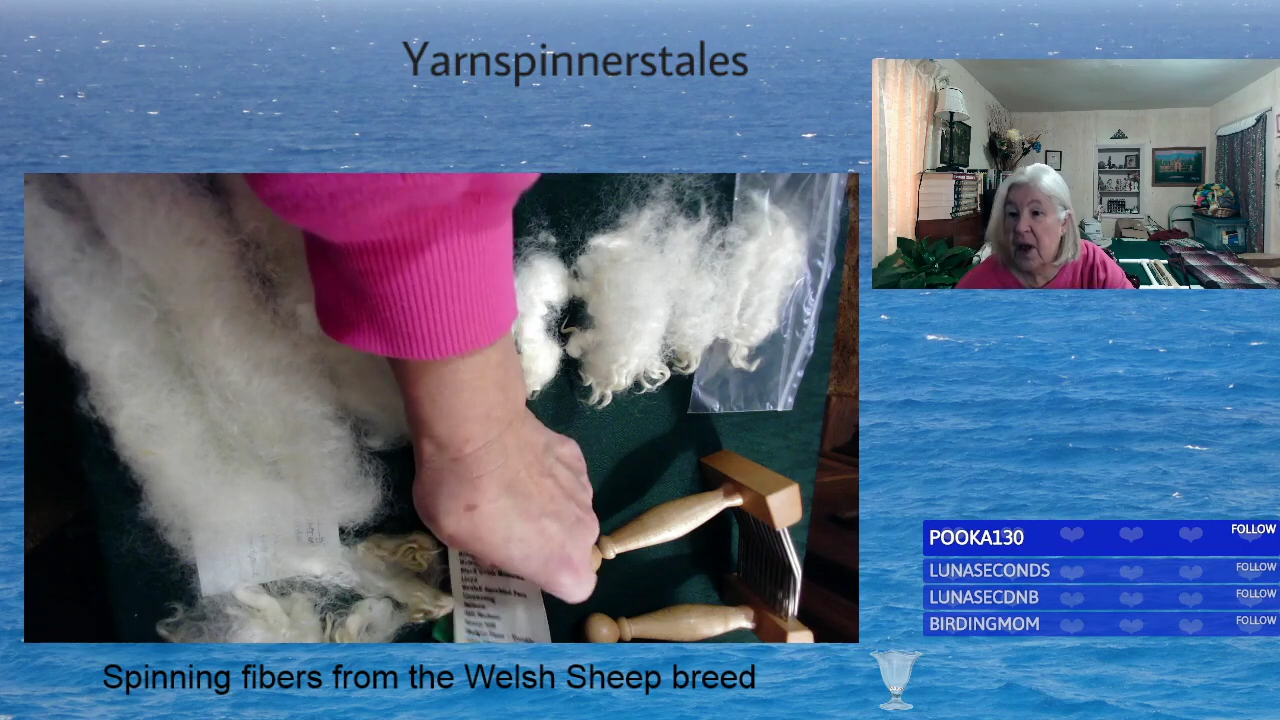 Yarnspinnerstales
POOKA130 FOLLOW
LUNASECONDS FOLLOW
LUNASECDNB FOLLOW
BIRDINGMOM FOLLOW
Spinning fibers from the Welsh Sheep breed